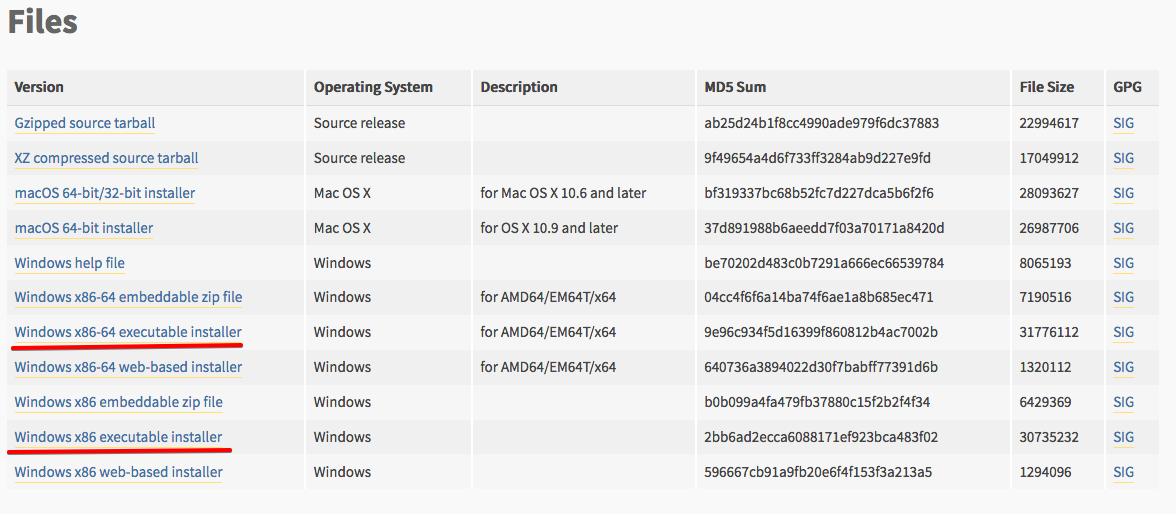 Files
Version Operating System Description MD5 Sum File Size GPG
Gzipped source tarball Source release ab25d24b1f8cc4990ade979f6dc37883 22994617 SIG
XZ compressed source tarball Source release 9f49654a4d6f733ff3284ab9d227e9fd 17049912 SIG
macOS 64-bit/32-bit installer Mac OS X for Mac OS X 10.6 and later bf319337bc68b52fc7d227dca5b6f2f6 28093627 SIG
macOS 64-bit installer Mac OS X for OS X 10.9 and later 37d891988b6aeedd7f03a70171a8420d 26987706 SIG
Windows help file Windows be70202d483c0b7291a666ec66539784 8065193 SIG
Windows x86-64 embeddable zip file Windows for AMD64/EM64T/x64 04cc4f6f6a14ba74f6ae1a8b685ec471 7190516 SIG
Windows x86-64 executable installer Windows for AMD64/EM64T/x64 9e96c934f5d16399f860812b4ac7002b 31776112 SIG
Windows x86-64 web-based installer Windows for AMD64/EM64T/x64 640736a3894022d30f7babff77391d6b 1320112 SIG
Windows x86 embeddable zip file Windows b0b099a4fa479fb37880c15f2b2f4f34 6429369 SIG
Windows x86 executable installer Windows 2bb6ad2ecca6088171ef923bca483f02 30735232 SIG
Windows x86 web-based installer Windows 596667cb91a9fb20e6f4f153f3a213a5 1294096 SIG